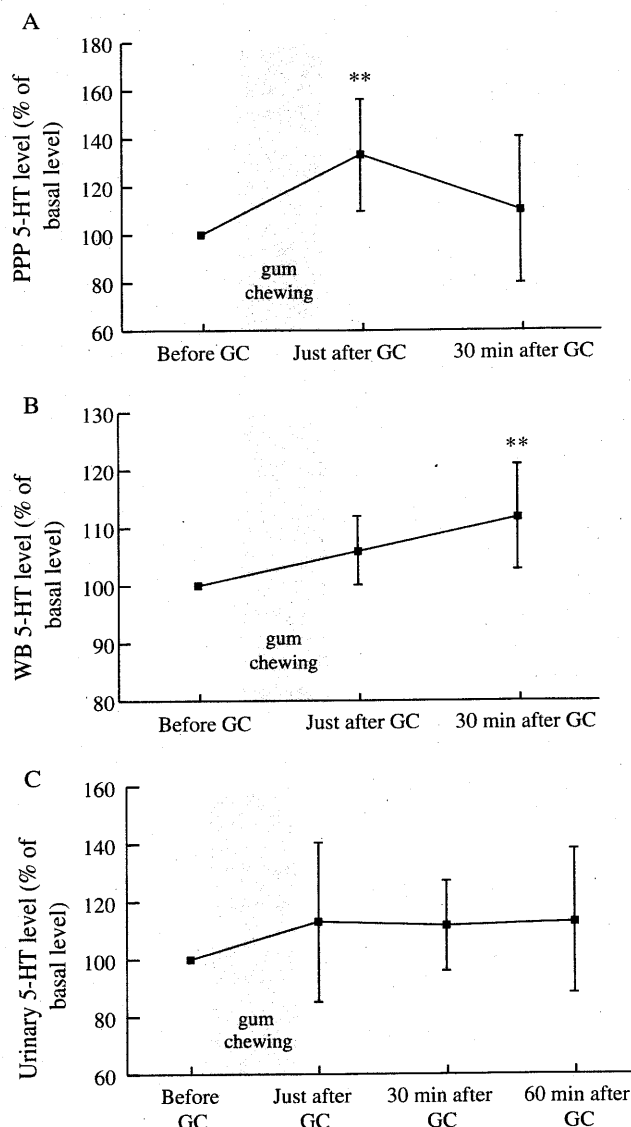 A
PPP 5-HT level (% of
basal level)
180
160
140
120
100
80
60
**
gum
chewing
Before GC
Just after GC
30 min after GC
B
WB 5-HT level (% of
basal level)
130
120
110
100
90
80
**
gum
chewing
Before GC
Just after GC
30 min after GC
C
Urinary 5-HT level (% of
basal level)
160
140
120
100
80
60
gum
chewing
Before
GC
Just after
GC
30 min after
GC
60 min after
GC